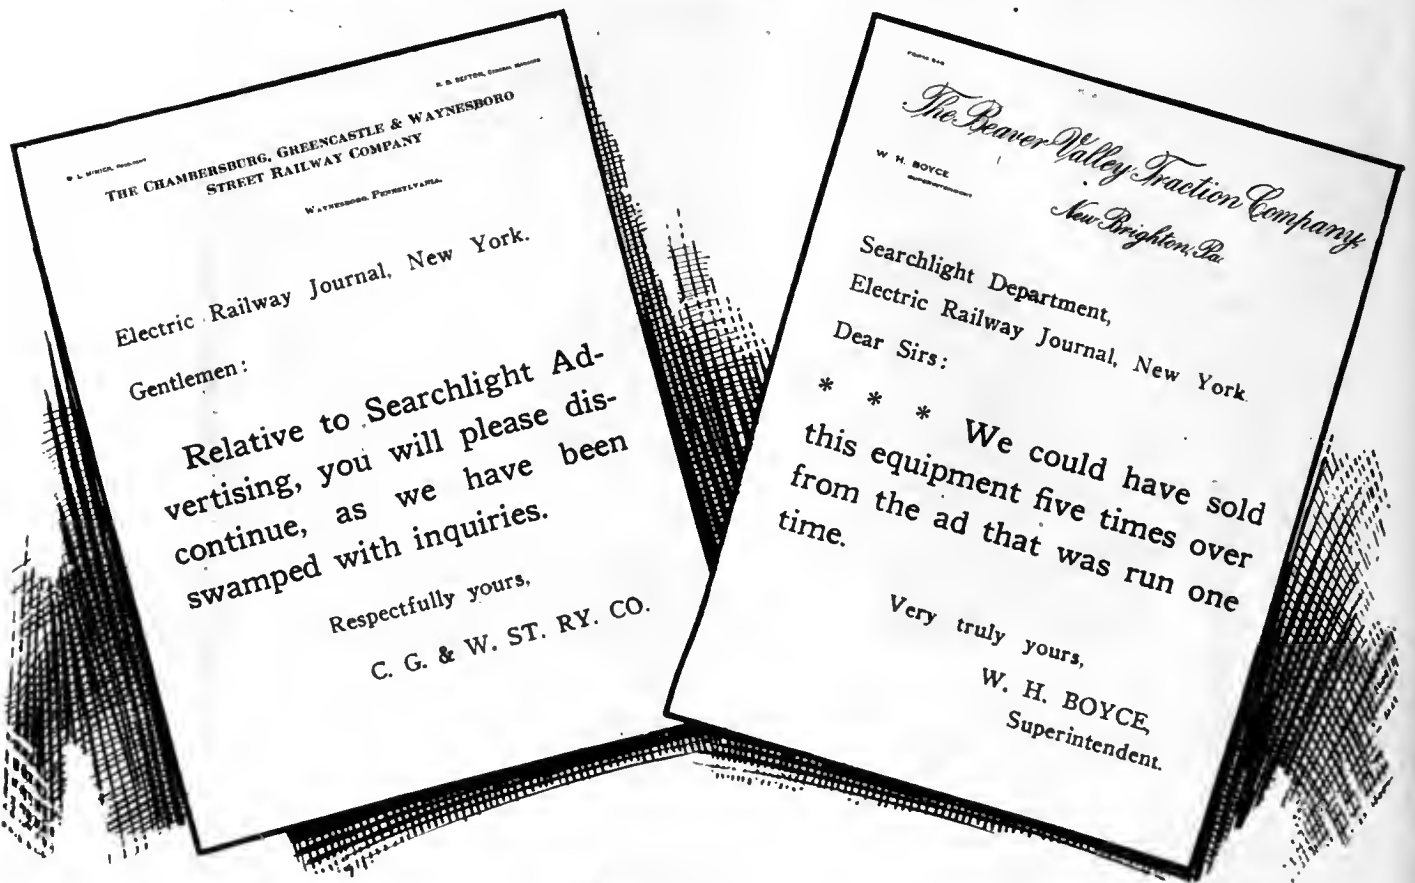 THE CHAMBERSBURG, GREENCASTLE & WAYNESBORO
STREET RAILWAY COMPANY
WAYNESBORO, PENNSYLVANIA.
Electric Railway Journal, New York.
Gentlemen:
Relative to Searchlight Ad-
vertising, you will please dis-
continue, as we have been
swamped with inquiries.
Respectfully yours,
C. G. & W. ST. RY. CO.
The Beaver Valley Traction Company,
W. H. BOYCE
SUPERINTENDENT
New Brighton, Pa.
Searchlight Department,
Electric Railway Journal, New York
Dear Sirs:
* * * We could have sold
this equipment five times over
from the ad that was run one
time.
Very truly yours,
W. H. BOYCE,
Superintendent.